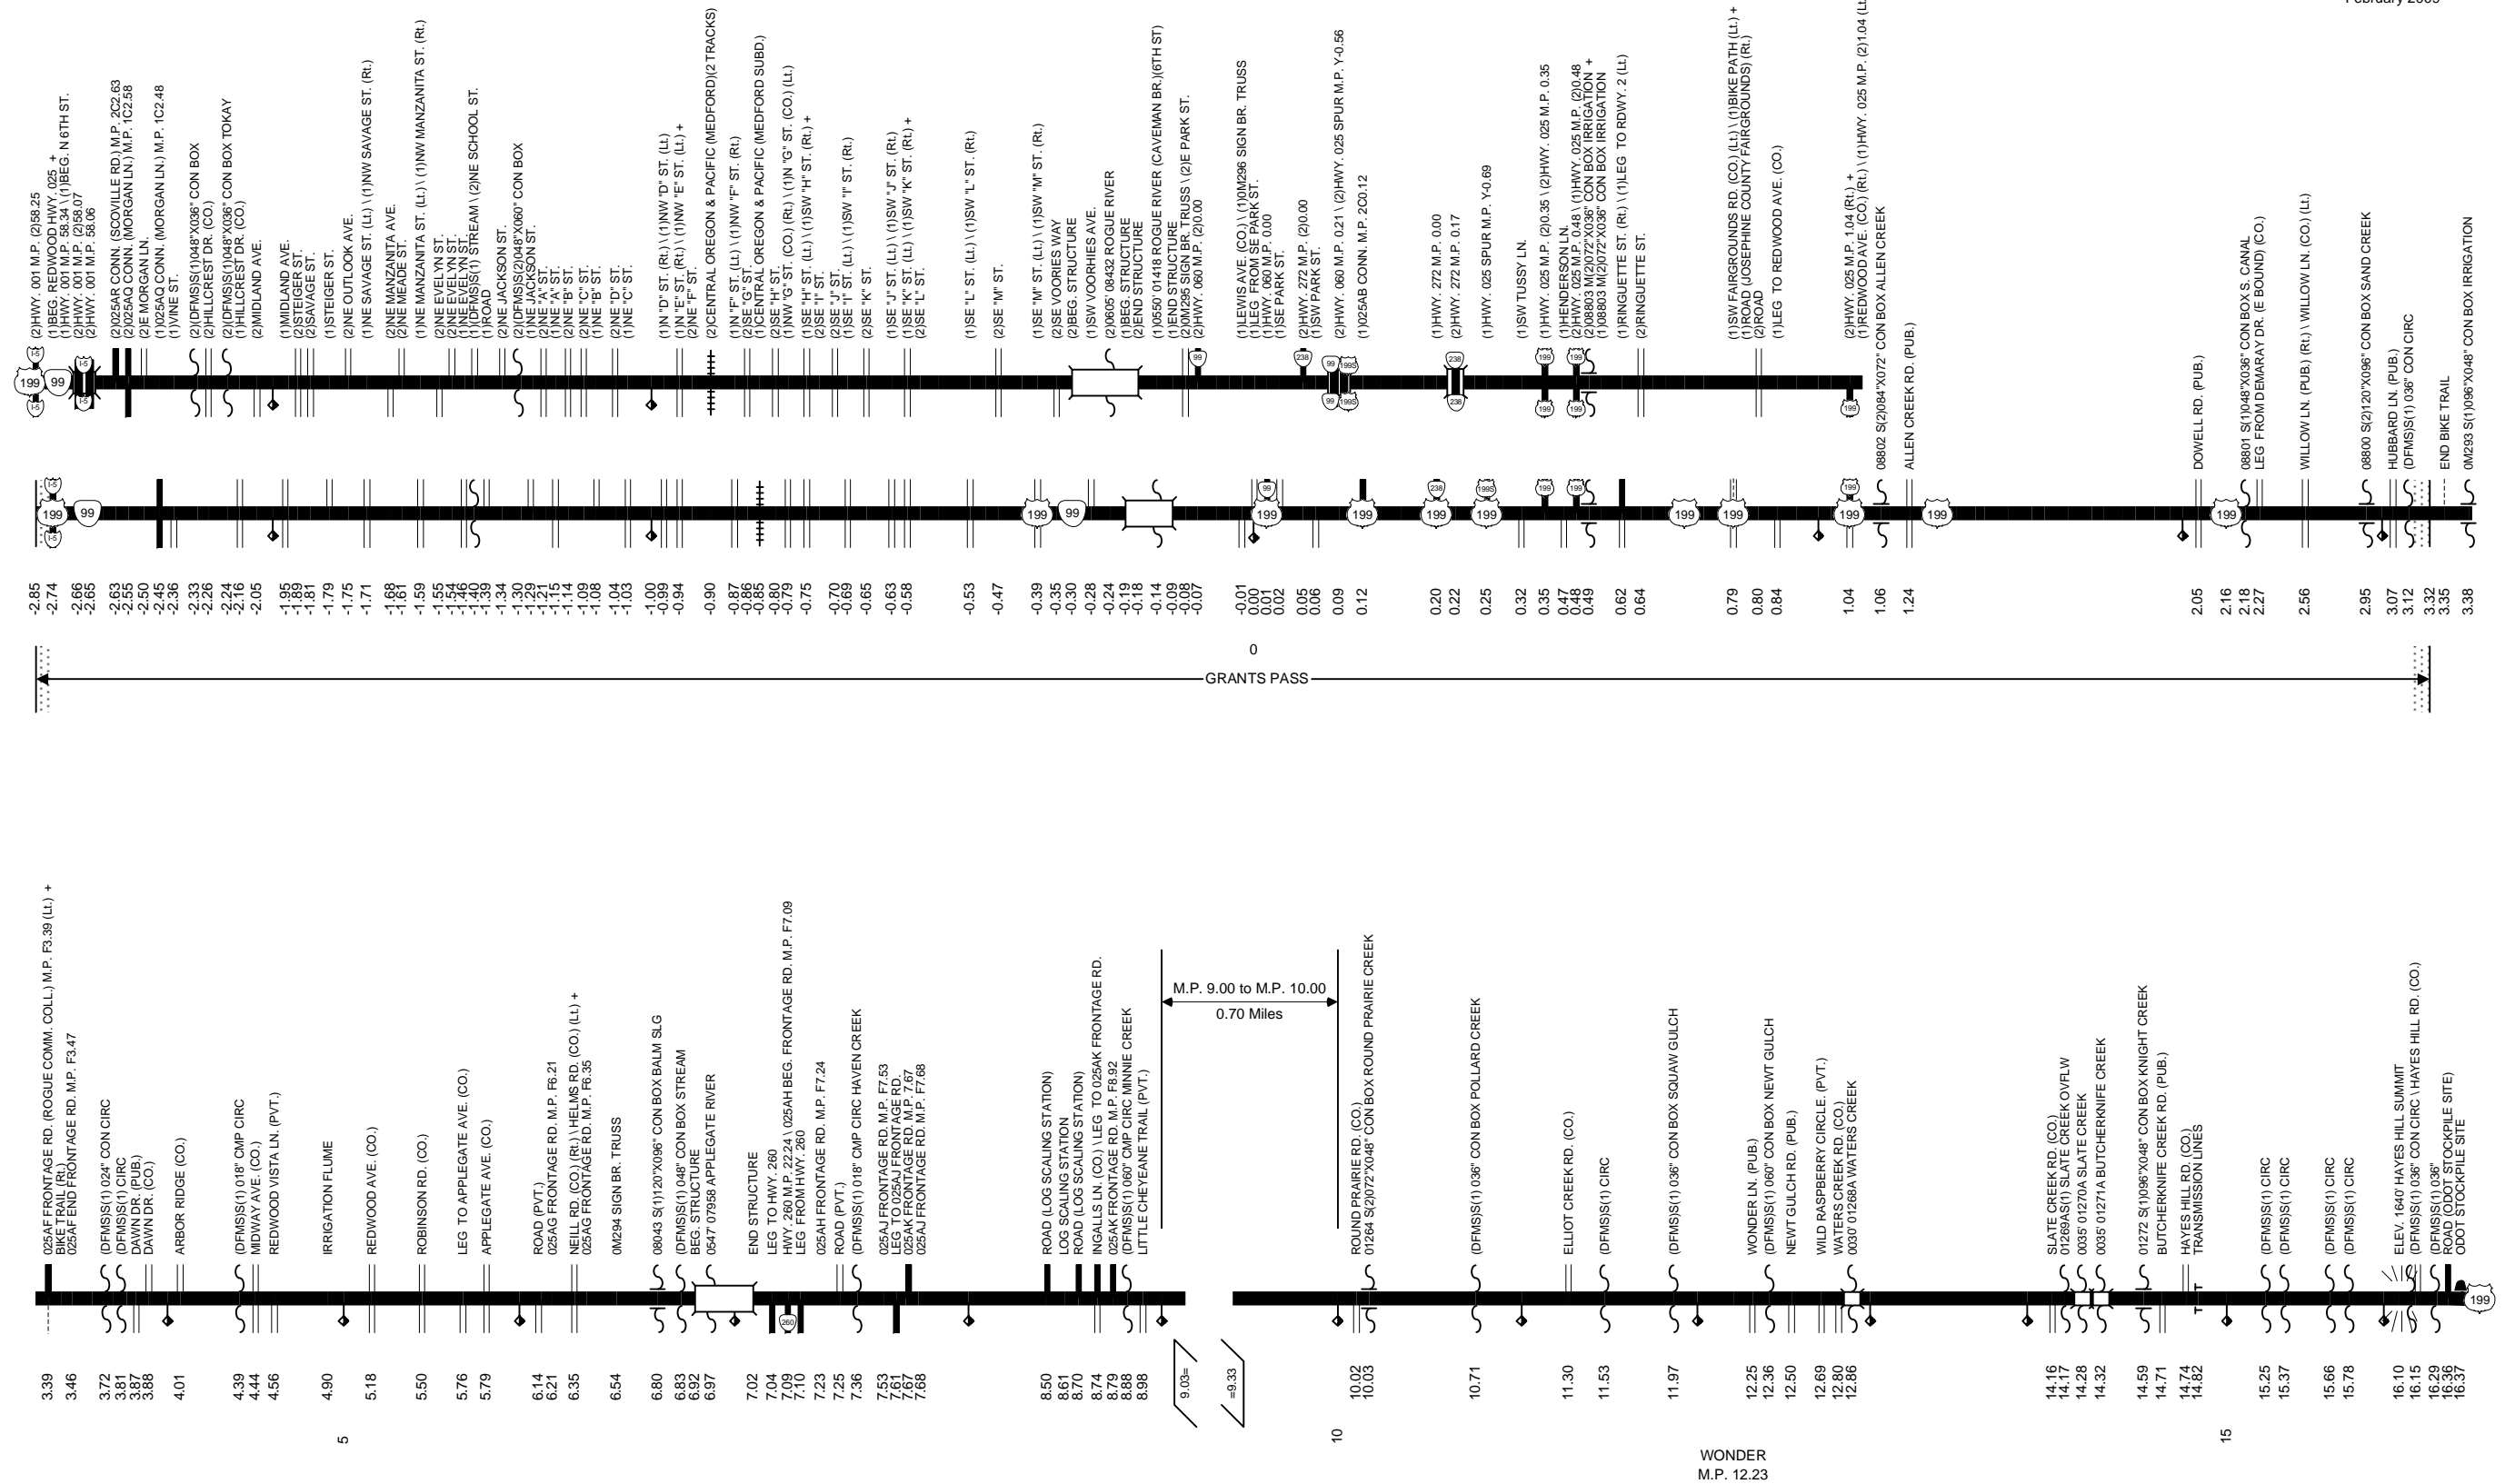 (2)HWY. 001 M.P. (2)58.25
(1)BEG. REDWOOD HWY. 025 +
(1)HWY. 001 M.P. 58.34 \ (1)BEG. N 6TH ST.
(2)HWY. 001 M.P. (2)58.07
(2)HWY. 001 M.P. 58.06
(2)025AR CONN. (SCOVILLE RD.) M.P. 2C2.63
(2)025AQ CONN. (MORGAN LN.) M.P. 1C2.58
(2)E MORGAN LN.
(1)025AQ CONN. (MORGAN LN.) M.P. 1C2.48
(1)VINE ST.
(2)(DFMS)S(1)048"X036" CON BOX
(2)HILLCREST DR. (CO.)
(2)(DFMS)S(1)048"X036" CON BOX TOKAY
(1)HILLCREST DR. (CO.)
(2)MIDLAND AVE.
(1)MIDLAND AVE.
(2)STEIGER ST.
(2)SAVAGE ST.
(1)STEIGER ST.
(2)NE OUTLOOK AVE.
(1)NE SAVAGE ST. (Lt) \ (1)NW SAVAGE ST. (Rt.)
(2)NE MANZANITA AVE.
(2)NE MEADE ST.
(1)NE MANZANITA ST. (Lt.) \ (1)NW MANZANITA ST. (Rt.)
(2)NE EVELYN ST.
(2)NE EVELYN ST.
(1)NE EVELYN ST.
(1)(DFMS)S(1) STREAM \ (2)NE SCHOOL ST.
(1)ROAD
(2)NE JACKSON ST.
(2)(DFMS)S(2)048"X060" CON BOX
(1)NE JACKSON ST.
(2)NE "A" ST.
(1)NE "A" ST.
(2)NE "B" ST.
(2)NE "C" ST.
(1)NE "B" ST.
(2)NE "D" ST.
(1)NE "C" ST.
(1)N "D" ST. (Rt.) \ (1)NW "D" ST. (Lt.)
(1)N "E" ST. (Rt.) \ (1)NW "E" ST. (Lt.) +
(2)NE "F" ST.
(2)CENTRAL OREGON & PACIFIC (MEDFORD)(2 TRACKS)
(1)N "F" ST. (Lt) \ (1)NW "F" ST. (Rt.)
(2)SE "G" ST.
(1)CENTRAL OREGON & PACIFIC (MEDFORD SUBD.)
(2)SE "H" ST.
(1)NW "G" ST. (CO.) (Rt.) \ (1)N "G" ST. (CO.) (Lt.)
(1)SE "H" ST. (Lt.) \ (1)SW "H" ST. (Rt.) +
(2)SE "I" ST.
(2)SE "J" ST.
(1)SE "I" ST. (Lt.) \ (1)SW "I" ST. (Rt.)
(2)SE "K" ST.
(1)SE "J" ST. (Lt.) \ (1)SW "J" ST. (Rt.)
(1)SE "K" ST. (Lt.) \ (1)SW "K" ST. (Rt.) +
(2)SE "L" ST.
(1)SE "L" ST. (Lt.) \ (1)SW "L" ST. (Rt.)
(2)SE "M" ST.
(1)SE "M" ST. (Lt.) \ (1)SW "M" ST. (Rt.)
(2)SE VOORIES WAY
(2)BEG. STRUCTURE
(1)SW VOORHIES AVE.
(2)0605' 08432 ROGUE RIVER
(1)BEG. STRUCTURE
(2)END STRUCTURE
(1)0550' 01418 ROGUE RIVER (CAVEMAN BR.)(6TH ST)
(1)END STRUCTURE
(2)0M295 SIGN BR. TRUSS \ (2)E PARK ST.
(2)HWY. 060 M.P. (2)0.00
(1)LEWIS AVE. (CO.) \ (1)0M296 SIGN BR. TRUSS
(1)LEG FROM SE PARK ST.
(1)HWY. 060 M.P. 0.00
(1)SE PARK ST.
(2)HWY. 272 M.P. (2)0.00
(1)SW PARK ST.
(2)HWY. 060 M.P. 0.21 \ (2)HWY. 025 SPUR M.P. Y-0.56
(1)025AB CONN. M.P. 2C0.12
(1)HWY. 272 M.P. 0.00
(2)HWY. 272 M.P. 0.17
(1)HWY. 025 SPUR M.P. Y-0.69
(1)SW TUSSY LN.
(1)HWY. 025 M.P. (2)0.35 \ (2)HWY. 025 M.P. 0.35
(1)HENDERSON LN.
(2)HWY. 025 M.P. 0.48 \ (1)HWY. 025 M.P. (2)0.48
(2)08803 M(2)072"X036" CON BOX IRRIGATION +
(1)08803 M(2)072"X036" CON BOX IRRIGATION
(1)RINGUETTE ST. (Rt) \ (1)LEG TO RDWY. 2 (Lt)
(2)RINGUETTE ST.
(1)SW FAIRGROUNDS RD. (CO.) (Lt.) \ (1)BIKE PATH (Lt.) +
(1)ROAD (JOSEPHINE COUNTY FAIRGROUNDS) (Rt.)
(2)ROAD
(1)LEG TO REDWOOD AVE. (CO.)
(2)HWY. 025 M.P. 1.04 (Rt.) +
(1)REDWOOD AVE. (CO.) (Rt.) \ (1)HWY. 025 M.P. (2)1.04 (Lt.
08802 S(2)084"X072" CON BOX ALLEN CREEK
ALLEN CREEK RD. (PUB.)
DOWELL RD. (PUB.)
08801 S(1)048"X036" CON BOX S. CANAL
LEG FROM DEMARAY DR. (E BOUND) (CO.)
WILLOW LN. (PUB.) (Rt.) \ WILLOW LN. (CO.) (Lt)
08800 S(2)120"X096" CON BOX SAND CREEK
HUBBARD LN. (PUB.)
(DFMS)S(1) 036" CON CIRC
END BIKE TRAIL
0M293 S(1)096"X048" CON BOX IRRIGATION
I-5 199 99 I-5 99 238 99 199S 238 199 199 199
I-5 199 99 199 99 199 199 238 199 199S 199 199 199 199 199 199 199 199 199
-2.85 -2.74 -2.66 -2.65 -2.63 -2.55 -2.50 -2.45 -2.36 -2.33 -2.26 -2.24 -2.16 -2.05 -1.95 -1.89 -1.81 -1.79 -1.75 -1.71 -1.68 -1.61 -1.59 -1.55 -1.54 -1.46 -1.40 -1.39 -1.34 -1.30 -1.29 -1.21 -1.15 -1.14 -1.09 -1.08 -1.04 -1.03 -1.00 -0.99 -0.94 -0.90 -0.87 -0.86 -0.85 -0.80 -0.79 -0.75 -0.70 -0.69 -0.65 -0.63 -0.58 -0.53 -0.47 -0.39 -0.35 -0.30 -0.28 -0.24 -0.19 -0.18 -0.14 -0.09 -0.08 -0.07 -0.01 0.00 0.01 0.02 0.05 0.06 0.09 0.12 0.20 0.22 0.25 0.32 0.35 0.47 0.48 0.49 0.62 0.64 0.79 0.80 0.84 1.04 1.06 1.24 2.05 2.16 2.18 2.27 2.56 2.95 3.07 3.12 3.32 3.35 3.38
0
GRANTS PASS
025AF FRONTAGE RD. (ROGUE COMM. COLL.) M.P. F3.39 (Lt.) +
BIKE TRAIL (Rt.)
025AF END FRONTAGE RD. M.P. F3.47
(DFMS)S(1) 024" CON CIRC
(DFMS)S(1) CIRC
DAWN DR. (PUB.)
DAWN DR. (CO.)
ARBOR RIDGE (CO.)
(DFMS)S(1) 018" CMP CIRC
MIDWAY AVE. (CO.)
REDWOOD VISTA LN. (PVT.)
IRRIGATION FLUME
REDWOOD AVE. (CO.)
ROBINSON RD. (CO.)
LEG TO APPLEGATE AVE. (CO.)
APPLEGATE AVE. (CO.)
ROAD (PVT.)
025AG FRONTAGE RD. M.P. F6.21
NEILL RD. (CO.) (Rt.) \ HELMS RD. (CO.) (Lt.) +
025AG FRONTAGE RD. M.P. F6.35
0M294 SIGN BR. TRUSS
08043 S(1)120"X096" CON BOX BALM SLG
(DFMS)S(1) 048" CON BOX STREAM
BEG. STRUCTURE
0547' 07958 APPLEGATE RIVER
END STRUCTURE
LEG TO HWY. 260
HWY. 260 M.P. 22.24 \ 025AH BEG. FRONTAGE RD. M.P. F7.09
LEG FROM HWY. 260
025AH FRONTAGE RD. M.P. F7.24
ROAD (PVT.)
(DFMS)S(1) 018" CMP CIRC HAVEN CREEK
025AJ FRONTAGE RD. M.P. F7.53
LEG TO 025AJ FRONTAGE RD.
025AK FRONTAGE RD. M.P. 7.67
025AJ FRONTAGE RD. M.P. F7.68
ROAD (LOG SCALING STATION)
LOG SCALING STATION
ROAD (LOG SCALING STATION)
INGALLS LN. (CO.) \ LEG TO 025AK FRONTAGE RD.
025AK FRONTAGE RD. M.P. F8.92
(DFMS)S(1) 060" CMP CIRC MINNIE CREEK
LITTLE CHEYEANE TRAIL (PVT.)
M.P. 9.00 to M.P. 10.00
0.70 Miles
ROUND PRAIRIE RD. (CO.)
01264 S(2)072"X048" CON BOX ROUND PRAIRIE CREEK
(DFMS)S(1) 036" CON BOX POLLARD CREEK
ELLIOT CREEK RD. (CO.)
(DFMS)S(1) CIRC
(DFMS)S(1) 036" CON BOX SQUAW GULCH
WONDER LN. (PUB.)
(DFMS)S(1) 060" CON BOX NEWT GULCH
NEWT GULCH RD. (PUB.)
WILD RASPBERRY CIRCLE. (PVT.)
WATERS CREEK RD. (CO.)
0030' 01268A WATERS CREEK
SLATE CREEK RD. (CO.)
01269AS(1) SLATE CREEK OVFLW
0035' 01270A SLATE CREEK
0035' 01271A BUTCHERKNIFE CREEK
01272 S(1)096"X048" CON BOX KNIGHT CREEK
BUTCHERKNIFE CREEK RD. (PUB.)
HAYES HILL RD. (CO.)
TRANSMISSION LINES
(DFMS)S(1) CIRC
(DFMS)S(1) CIRC
(DFMS)S(1) CIRC
(DFMS)S(1) CIRC
ELEV. 1640' HAYES HILL SUMMIT
(DFMS)S(1) 036" CON CIRC \ HAYES HILL RD. (CO.)
(DFMS)S(1) 036"
ROAD (ODOT STOCKPILE SITE)
ODOT STOCKPILE SITE
260 199
3.39 3.46 3.72 3.81 3.87 3.88 4.01 4.39 4.44 4.56 4.90 5.18 5.50 5.76 5.79 6.14 6.21 6.35 6.54 6.80 6.83 6.92 6.97 7.02 7.04 7.09 7.10 7.23 7.25 7.36 7.53 7.61 7.67 7.68 8.50 8.61 8.70 8.74 8.79 8.88 8.98 9.03= =9.33 10.02 10.03 10.71 11.30 11.53 11.97 12.25 12.36 12.50 12.69 12.80 12.86 14.16 14.17 14.28 14.32 14.59 14.71 14.74 14.82 15.25 15.37 15.66 15.78 16.10 16.15 16.29 16.36 16.37
5 10 15
WONDER
M.P. 12.23